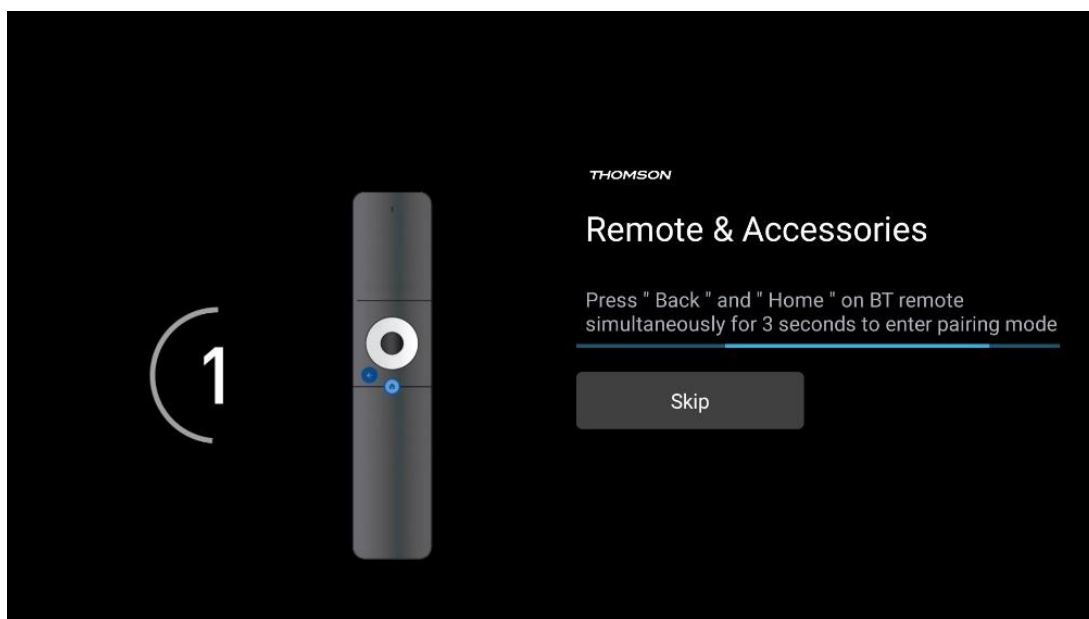 THOMSON
Remote & Accessories
Press " Back " and " Home " on BT remote
simultaneously for 3 seconds to enter pairing mode
1
Skip